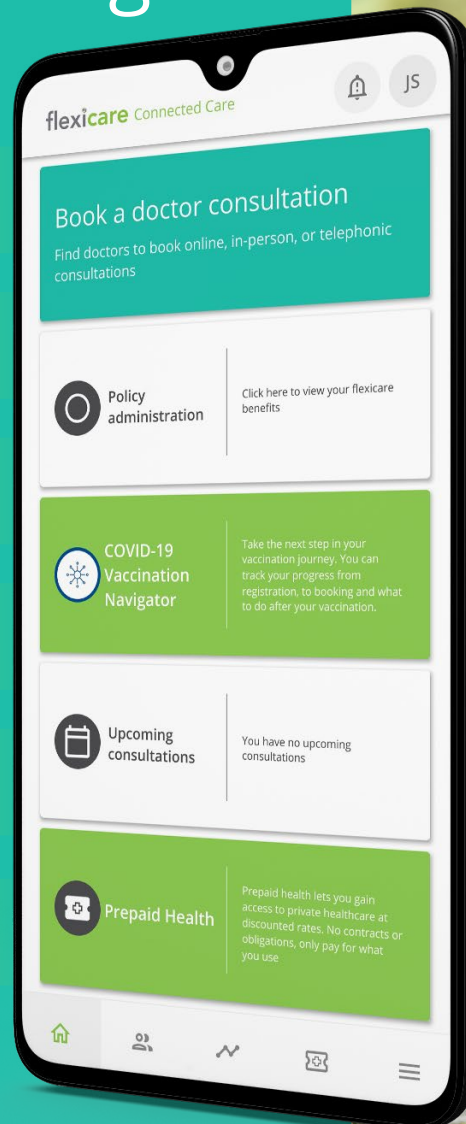 g
flexicare Connected Care
JS
Book a doctor consultation
Find doctors to book online, in-person, or telephonic
consultations
Policy
administration
Click here to view your flexicare
benefits
COVID-19
Vaccination
Navigator
Take the next step in your
vaccination journey. You can
track your progress from
registration, to booking and what
to do after your vaccination.
Upcoming
consultations
You have no upcoming
consultations
Prepaid Health
Prepaid health lets you gain
access to private healthcare at
discounted rates. No contracts or
obligations, only pay for what
you use